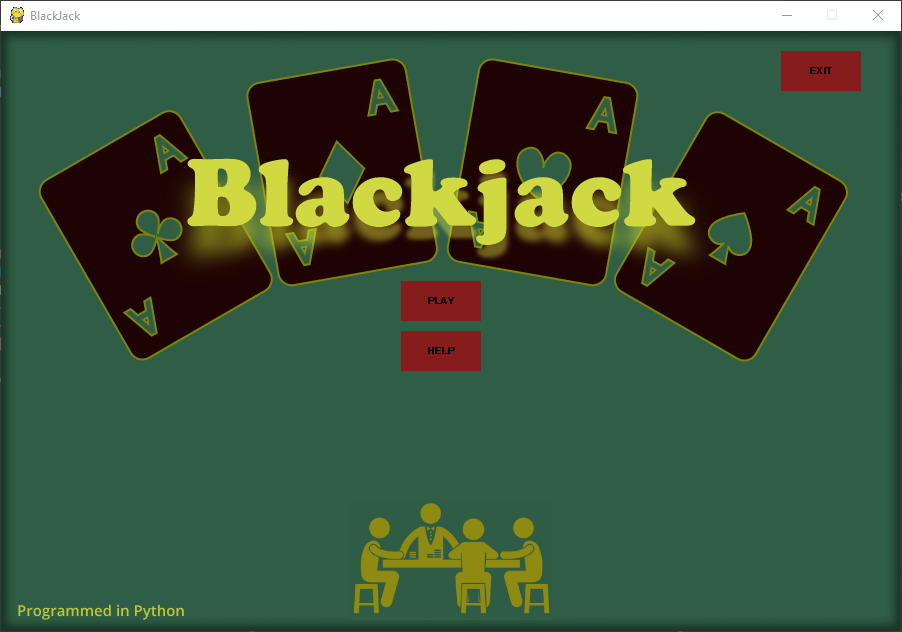 BlackJack
EXIT
A A A A
Blackjack
A A A A
PLAY
HELP
Programmed in Python